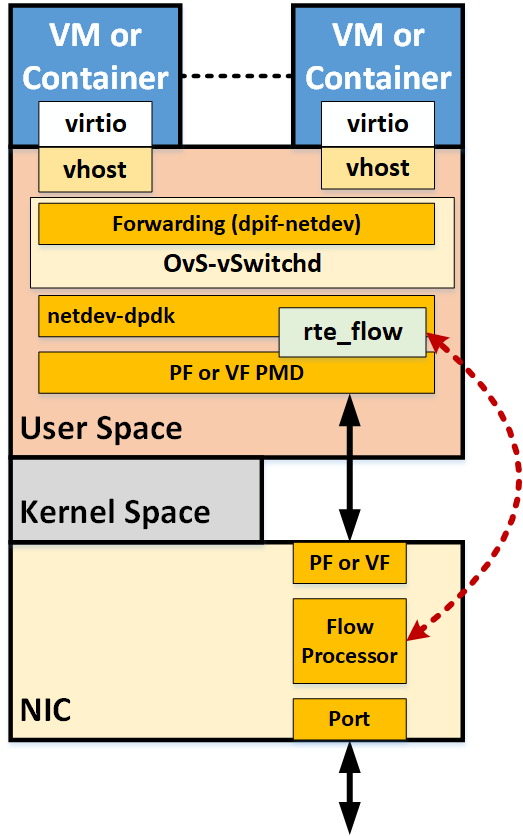 VM or
Container
VM or
Container
virtio
virtio
vhost
vhost
Forwarding (dpif-netdev)
OvS-vSwitchd
netdev-dpdk
rte_flow
PF or VF PMD
User Space
Kernel Space
PF or VF
Flow
Processor
NIC
Port